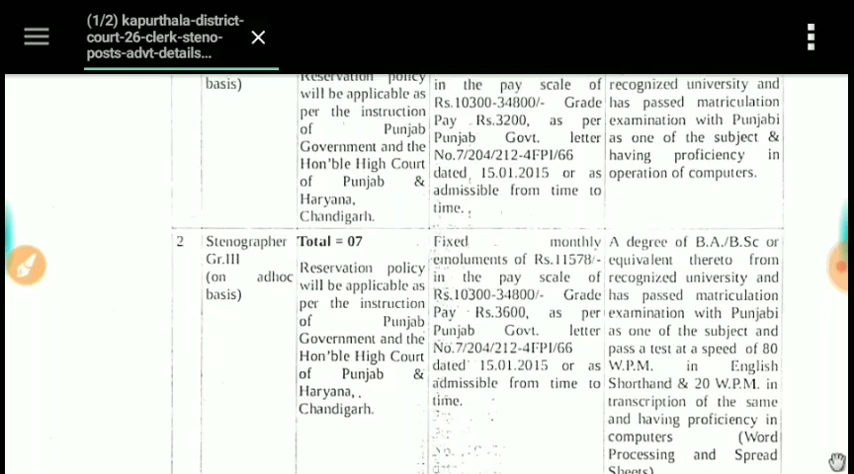 (1/2) kapurthala-district-
court-26-clerk-steno-
posts-advt-details...
basis)
Reservation policy
will be applicable as
per the instruction
of Punjab
Government and the
Hon'ble High Court
of Punjab &
Haryana,
Chandigarh.
in the pay scale of
Rs.10300-34800/- Grade
Pay Rs.3200, as per
Punjab Govt. letter
No.7/204/212-4FPI/66
dated 15.01.2015 or as
admissible from time to
time.
recognized university and
has passed matriculation
examination with Punjabi
as one of the subject &
having proficiency in
operation of computers.
2
Stenographer
Gr.III
(on adhoc
basis)
Total = 07
Reservation policy
will be applicable as
per the instruction
of Punjab
Government and the
Hon'ble High Court
of Punjab &
Haryana,
Chandigarh.
Fixed monthly
emoluments of Rs.11578/-
in the pay scale of
Rs.10300-34800/- Grade
Pay Rs.3600, as per
Punjab Govt. letter
No.7/204/212-4FPI/66
dated 15.01.2015 or as
admissible from time to
time.
A degree of B.A./B.Sc or
equivalent thereto from
recognized university and
has passed matriculation
examination with Punjabi
as one of the subject and
pass a test at a speed of 80
W.P.M. in English
Shorthand & 20 W.P.M. in
transcription of the same
and having proficiency in
computers (Word
Processing and Spread
Sheets)